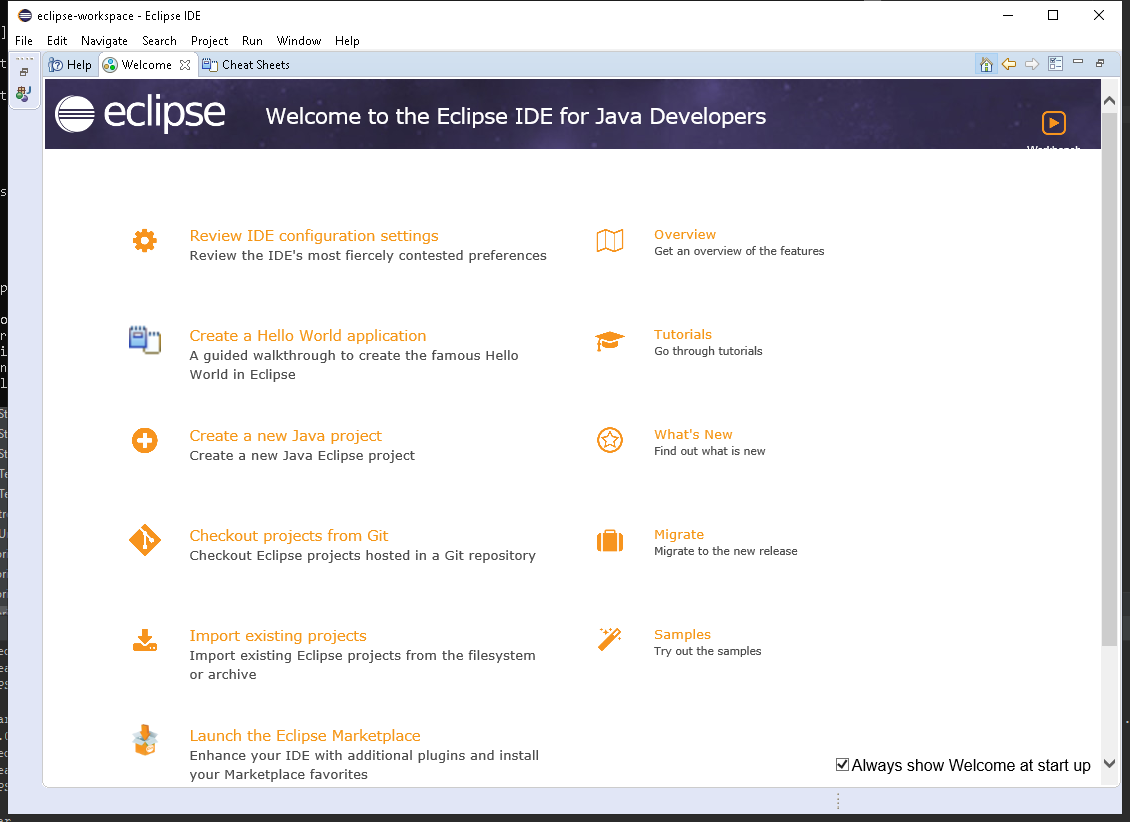 eclipse-workspace - Eclipse IDE
File Edit Navigate Search Project Run Window Help
Help Welcome Cheat Sheets
eclipse Welcome to the Eclipse IDE for Java Developers
Workbench
Review IDE configuration settings
Review the IDE's most fiercely contested preferences
Overview
Get an overview of the features
Create a Hello World application
A guided walkthrough to create the famous Hello
World in Eclipse
Tutorials
Go through tutorials
Create a new Java project
Create a new Java Eclipse project
What's New
Find out what is new
Checkout projects from Git
Checkout Eclipse projects hosted in a Git repository
Migrate
Migrate to the new release
Import existing projects
Import existing Eclipse projects from the filesystem
or archive
Samples
Try out the samples
Launch the Eclipse Marketplace
Enhance your IDE with additional plugins and install
your Marketplace favorites
Always show Welcome at start up